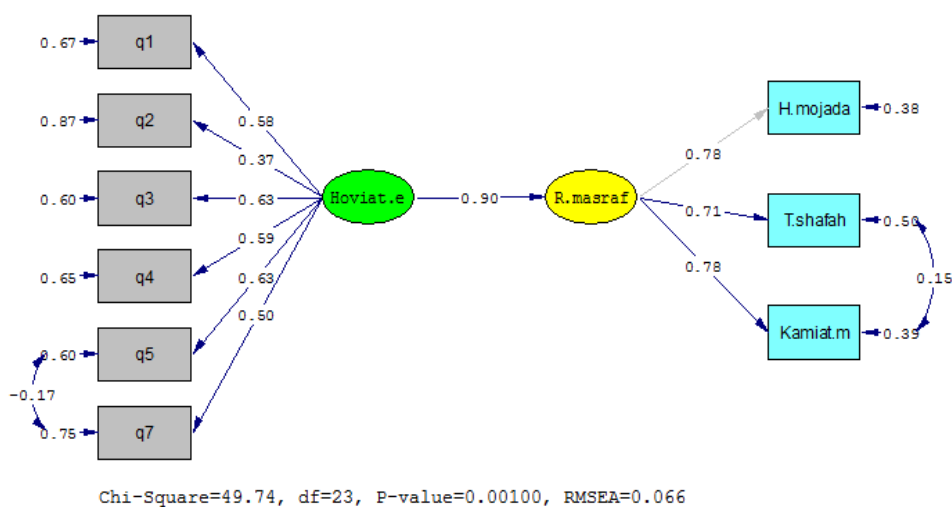 0.67
q1
0.87
q2
0.60
q3
0.65
q4
0.60
q5
-0.17
0.75
q7
0.58
0.37
0.63
0.59
0.63
0.50
Hoviat.e
0.90
R.masraf
0.78
0.71
0.78
H.mojada
0.38
T.shafah
0.50
0.15
Kamiat.m
0.39
Chi-Square=49.74, df=23, P-value=0.00100, RMSEA=0.066